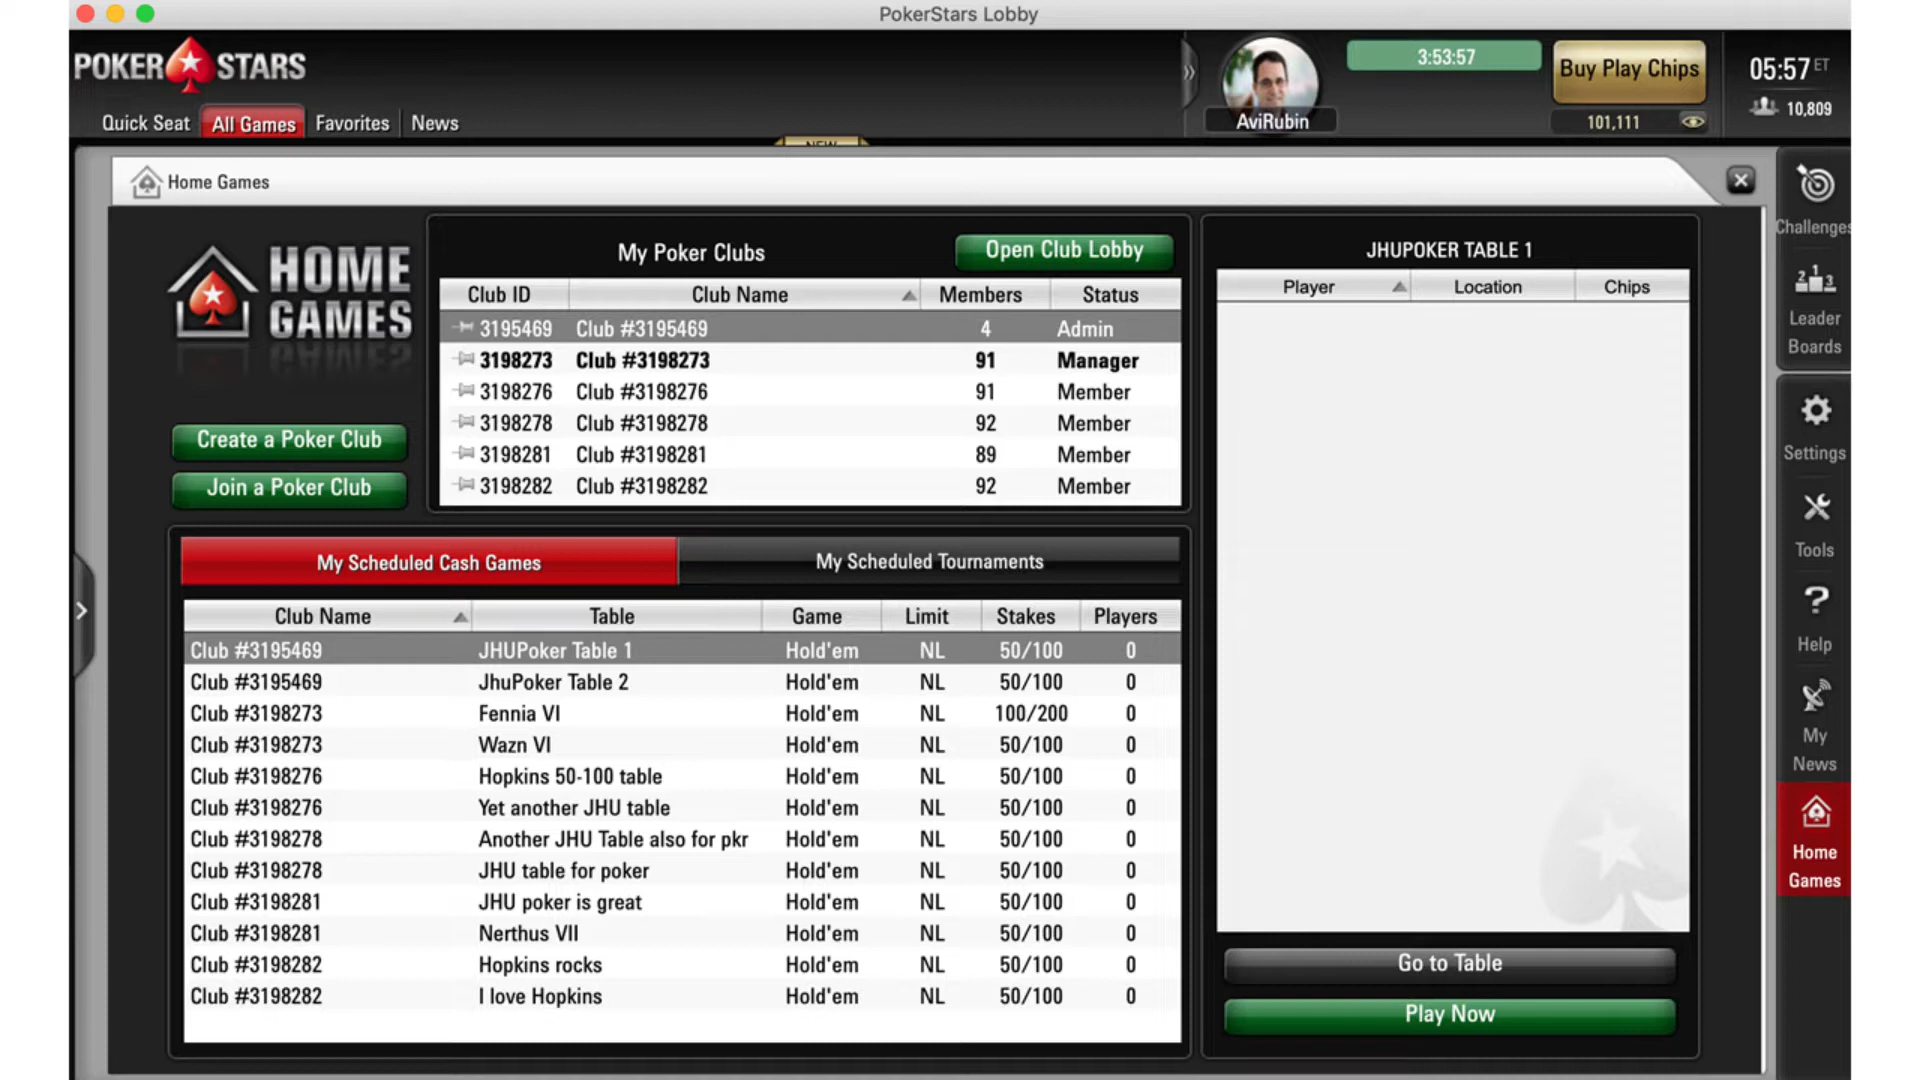 PokerStars Lobby
POKER STARS
3:53:57
Buy Play Chips
05:57 ET
AviRubin
101,111
10,809
Quick Seat All Games Favorites News
NEW
Home Games
Challenges
HOME GAMES
My Poker Clubs Open Club Lobby
Club ID Club Name Members Status
3195469 Club #3195469 4 Admin
3198273 Club #3198273 91 Manager
3198276 Club #3198276 91 Member
3198278 Club #3198278 92 Member
3198281 Club #3198281 89 Member
3198282 Club #3198282 92 Member
Create a Poker Club
Join a Poker Club
My Scheduled Cash Games My Scheduled Tournaments
Club Name Table Game Limit Stakes Players
Club #3195469 JHUPoker Table 1 Hold'em NL 50/100 0
Club #3195469 JhuPoker Table 2 Hold'em NL 50/100 0
Club #3198273 Fennia VI Hold'em NL 100/200 0
Club #3198273 Wazn VI Hold'em NL 50/100 0
Club #3198276 Hopkins 50-100 table Hold'em NL 50/100 0
Club #3198276 Yet another JHU table Hold'em NL 50/100 0
Club #3198278 Another JHU Table also for pkr Hold'em NL 50/100 0
Club #3198278 JHU table for poker Hold'em NL 50/100 0
Club #3198281 JHU poker is great Hold'em NL 50/100 0
Club #3198281 Nerthus VII Hold'em NL 50/100 0
Club #3198282 Hopkins rocks Hold'em NL 50/100 0
Club #3198282 I love Hopkins Hold'em NL 50/100 0
JHUPOKER TABLE 1
Player Location Chips
Go to Table
Play Now
2 1 3
Leader
Boards
Settings
Tools
?
Help
My
News
Home
Games